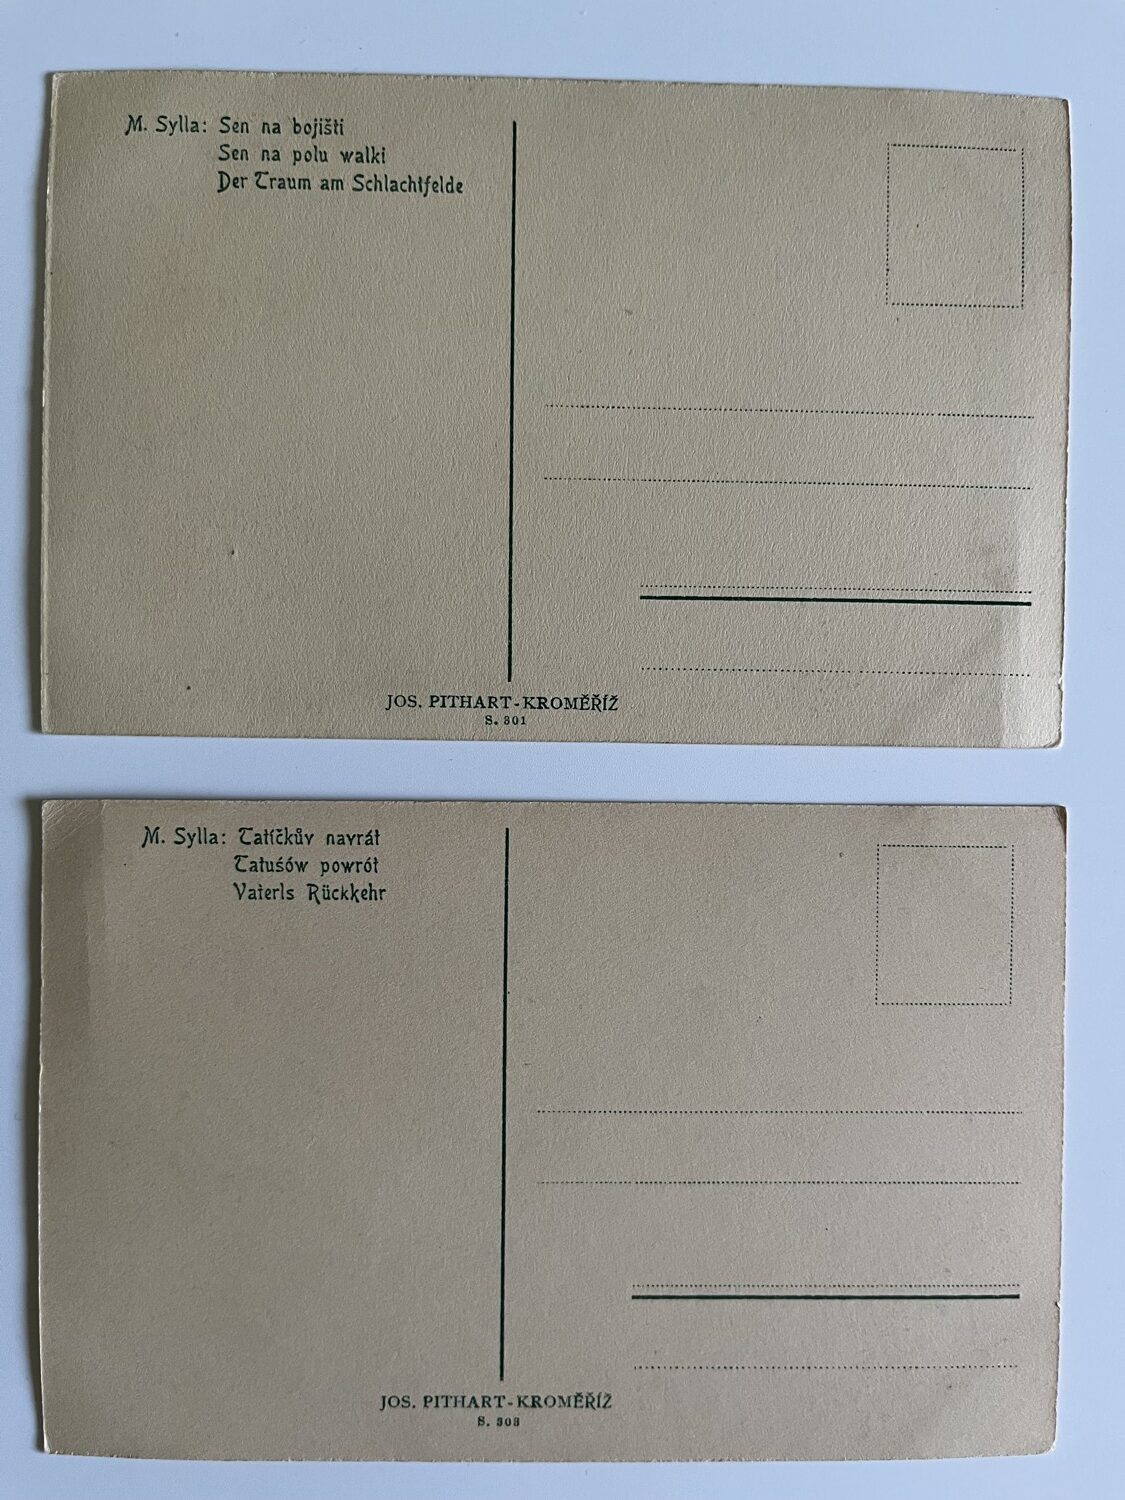 M. Sylla: Sen na bojišti
Sen na polu walki
Der Traum am Schlachtfelde
JOS. PITHART-KROMĚŘÍŽ
S. 301
M. Sylla: Tatíčkův navrát
Tatuśów powrót
Vaterls Rückkehr
JOS. PITHART-KROMĚŘÍŽ
S. 303